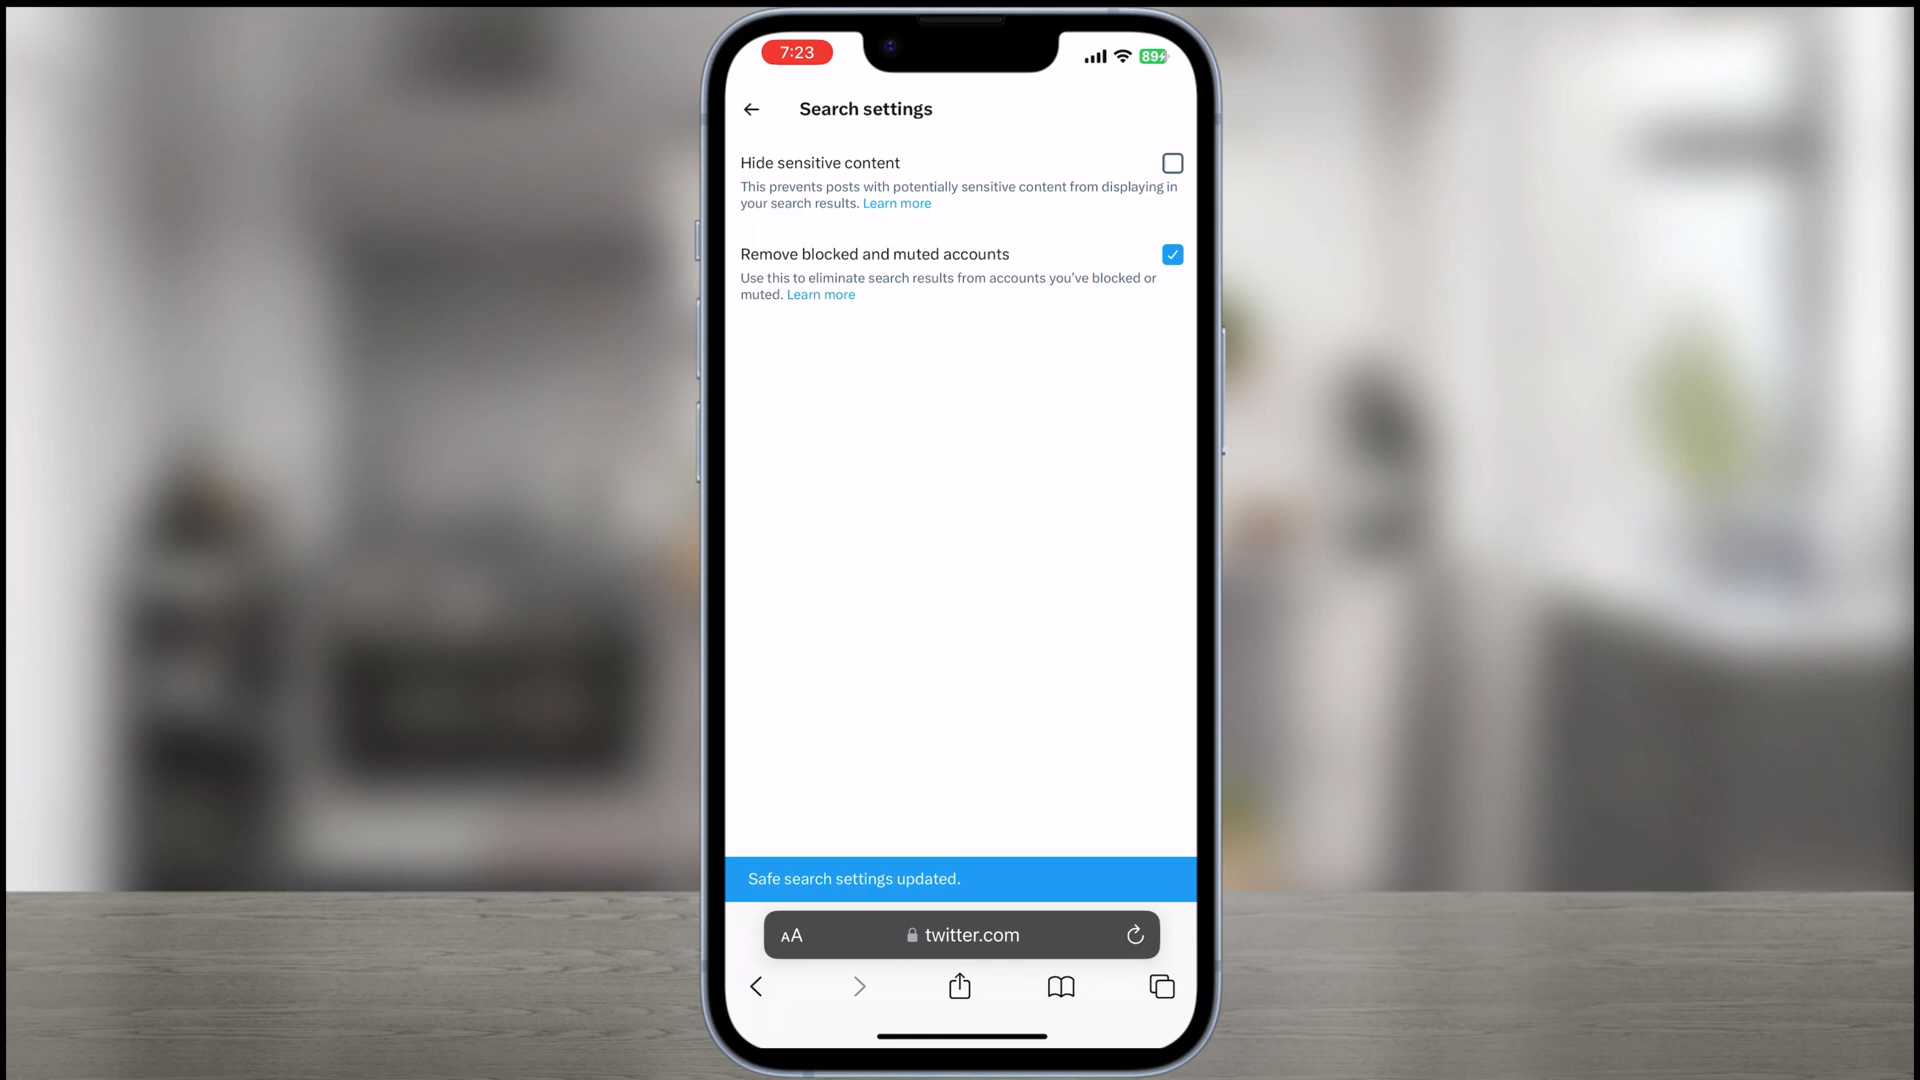 7:23
89
Search settings
Hide sensitive content
This prevents posts with potentially sensitive content from displaying in
your search results. Learn more
Remove blocked and muted accounts
Use this to eliminate search results from accounts you've blocked or
muted. Learn more
Safe search settings updated.
AA
twitter.com